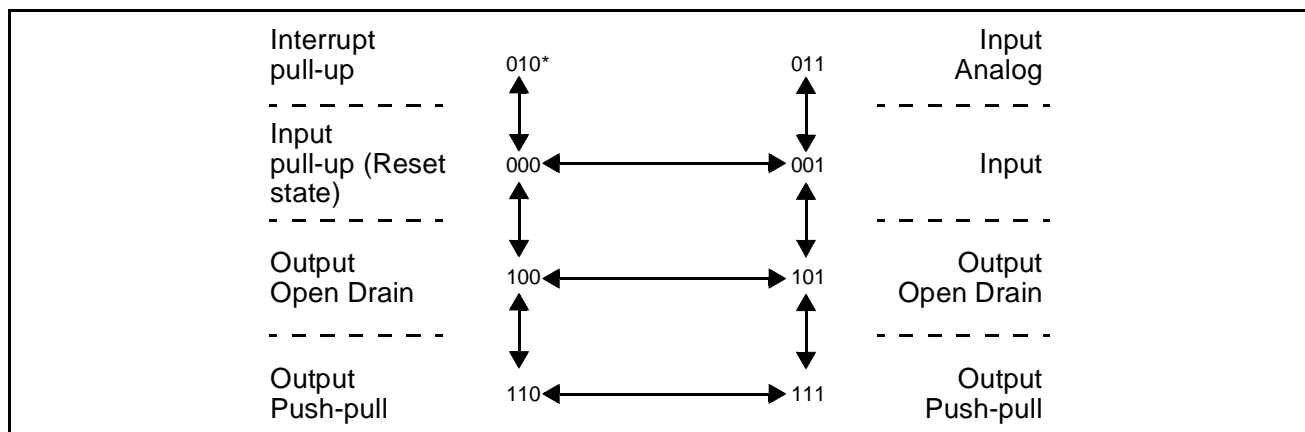 Interrupt
pull-up
010*
011
Input
Analog
Input
pull-up (Reset
state)
000
001
Input
Output
Open Drain
100
101
Output
Open Drain
Output
Push-pull
110
111
Output
Push-pull